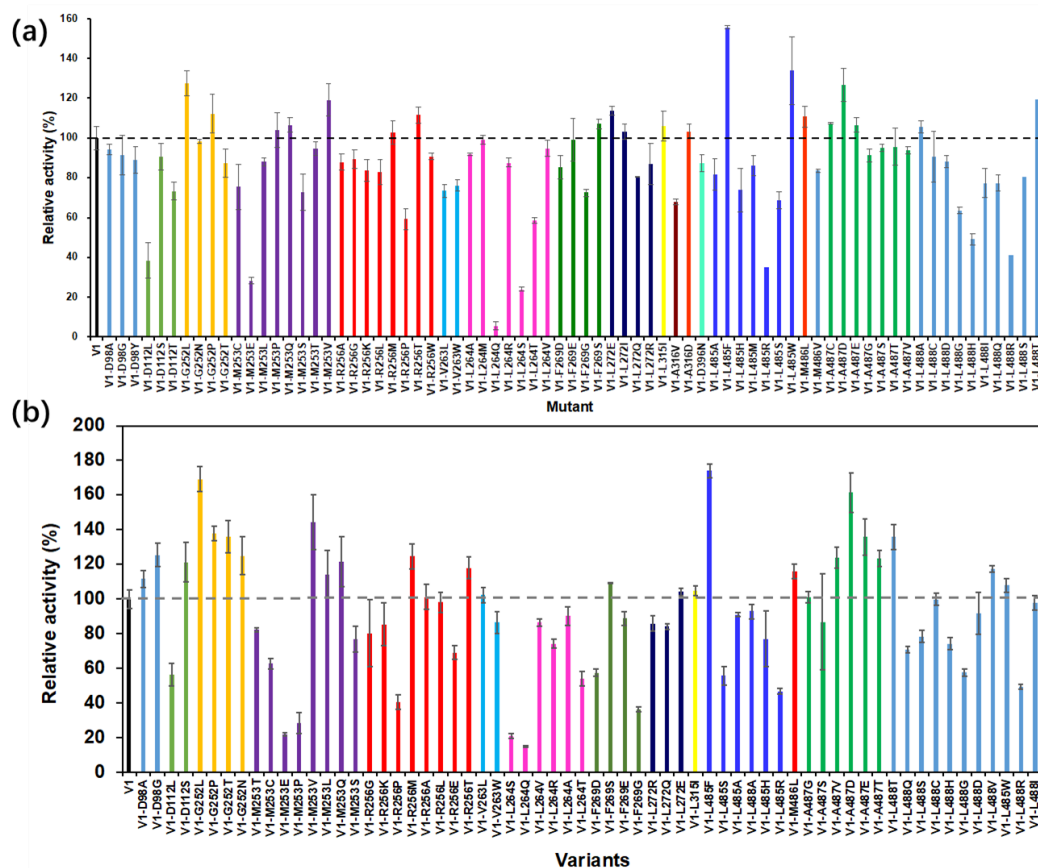 (a)
Relative activity (%)
160
140
120
100
80
60
40
20
0
V1
V1-D98A
V1-D98G
V1-D98Y
V1-D112L
V1-D112S
V1-D112T
V1-G252L
V1-G252N
V1-G252P
V1-G252T
V1-M253C
V1-M253E
V1-M253L
V1-M253P
V1-M253Q
V1-M253S
V1-M253T
V1-M253V
V1-R256A
V1-R256G
V1-R256K
V1-R256L
V1-R256M
V1-R256P
V1-R256T
V1-R256W
V1-V263L
V1-V263W
V1-L264A
V1-L264M
V1-L264Q
V1-L264R
V1-L264S
V1-L264T
V1-L264V
V1-F269D
V1-F269E
V1-F269G
V1-F269S
V1-L272E
V1-L272I
V1-L272Q
V1-L272R
V1-L315I
V1-A316V
V1-A316D
V1-D399N
V1-L485A
V1-L485F
V1-L485H
V1-L485M
V1-L485R
V1-L485S
V1-L485W
V1-M486L
V1-M486V
V1-A487C
V1-A487D
V1-A487E
V1-A487G
V1-A487S
V1-A487T
V1-A487V
V1-L488A
V1-L488C
V1-L488D
V1-L488G
V1-L488H
V1-L488I
V1-L488Q
V1-L488R
V1-L488S
V1-L488T
Mutant
(b)
Relative activity (%)
200
180
160
140
120
100
80
60
40
20
0
V1
V1-D98A
V1-D98G
V1-D112L
V1-D112S
V1-G252L
V1-G252P
V1-G252T
V1-G252N
V1-M253T
V1-M253C
V1-M253E
V1-M253P
V1-M253V
V1-M253L
V1-M253Q
V1-M253S
V1-R256G
V1-R256K
V1-R256P
V1-R256M
V1-R256A
V1-R256L
V1-R256E
V1-R256T
V1-V263L
V1-V263W
V1-L264S
V1-L264Q
V1-L264V
V1-L264R
V1-L264A
V1-L264T
V1-F269D
V1-F269S
V1-F269E
V1-F269G
V1-L272R
V1-L272Q
V1-L272E
V1-L315I
V1-L485F
V1-L485S
V1-L485A
V1-L488A
V1-L485H
V1-L485R
V1-M486L
V1-A487G
V1-A487S
V1-A487V
V1-A487D
V1-A487E
V1-A487T
V1-L488T
V1-L488Q
V1-L488S
V1-L488C
V1-L488H
V1-L488G
V1-L488D
V1-L488V
V1-L485W
V1-L488R
V1-L488I
Variants